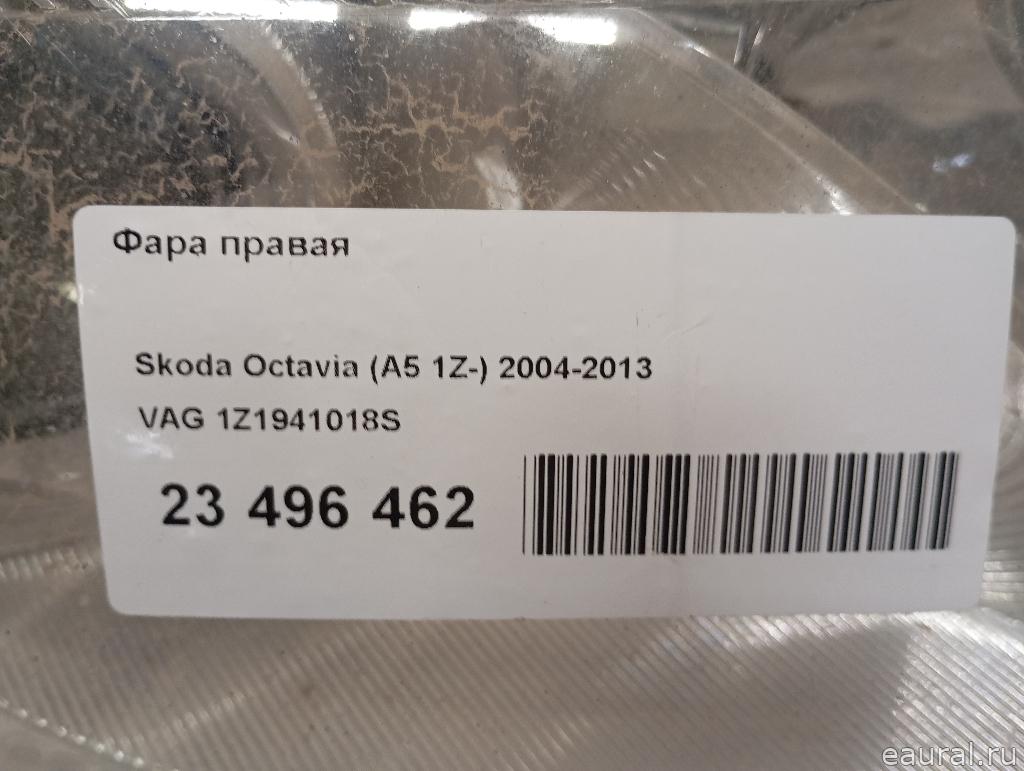 Фара правая
Skoda Octavia (A5 1Z-) 2004-2013
VAG 1Z1941018S
23 496 462
eaural.ru